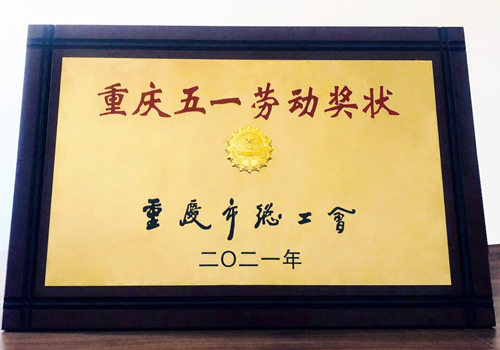 重庆五一劳动奖状
重慶市總工會
二〇二一年